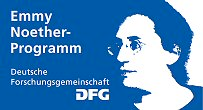 Emmy
Noether-
Programm
Deutsche
Forschungsgemeinschaft
DFG